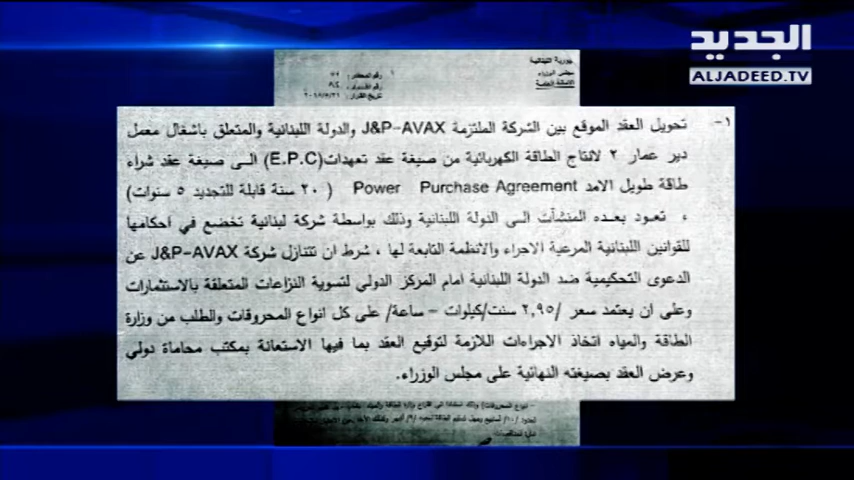 الجديد
ALJADEED.TV
مجلس الوزراء
رقم المحضر :
تاريخ القرار :
١- تحويل العقد الموقع بين الشركة الملتزمة J&P-AVAX والدولة اللبنانية والمتعلق باشغال معمل
دير عمار ٢ لانتاج الطاقة الكهربائية من صيغة عقد تعهدات(E.P.C) الى صيغة عقد شراء
طاقة طويل الامد Power Purchase Agreement ( ٢٠ سنة قابلة للتجديد ٥ سنوات)
، تعود بعده المنشآت الى الدولة اللبنانية وذلك بواسطة شركة لبنانية تخضع في احكامها
للقوانين اللبنانية المرعية الاجراء والانظمة التابعة لها ، شرط ان تتنازل شركة J&P-AVAX عن
الدعوى التحكيمية ضد الدولة اللبنانية امام المركز الدولي لتسوية النزاعات المتعلقة بالاستثمارات
وعلى ان يعتمد سعر /٢,٩٥ سنت/كيلوات – ساعة/ على كل انواع المحروقات والطلب من وزارة
الطاقة والمياه اتخاذ الاجراءات اللازمة لتوقيع العقد بما فيها الاستعانة بمكتب محاماة دولي
وعرض العقد بصيغته النهائية على مجلس الوزراء.